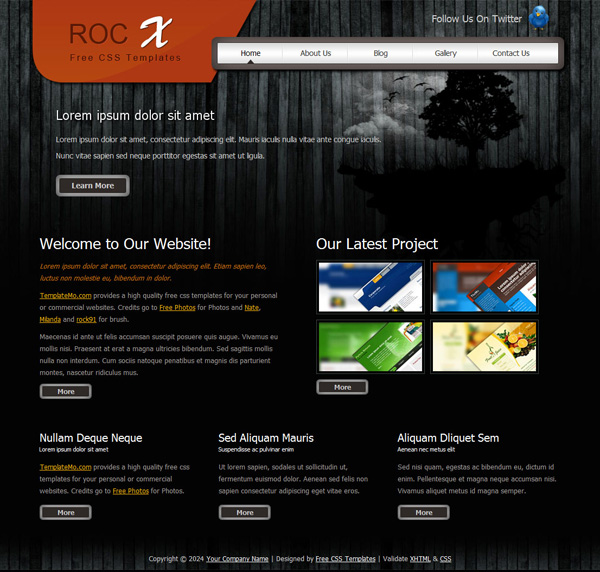 Follow Us On Twitter
ROC X
Free CSS Templates
Home About Us Blog Gallery Contact Us
Lorem ipsum dolor sit amet
Lorem ipsum dolor sit amet, consectetur adipiscing elit. Mauris iaculis nulla vitae ante congue iaculis.
Nunc vitae sapien sed neque porttitor egestas sit amet ut ligula.
Learn More
Welcome to Our Website!
Lorem ipsum dolor sit amet, consectetur adipiscing elit. Etiam sapien leo,
luctus non molestie eu, bibendum in dolor.
TemplateMo.com provides a high quality free css templates for your personal
or commercial websites. Credits go to Free Photos for Photos and Nate,
Milanda and rock91 for brush.
Maecenas id ante ut felis accumsan suscipit posuere quis augue. Vivamus eu
mollis nisi. Praesent at erat a magna ultricies bibendum. Sed sagittis mollis
nulla non interdum. Cum sociis natoque penatibus et magnis dis parturient
montes, nascetur ridiculus mus.
More
Our Latest Project
More
Nullam Deque Neque
Lorem ipsum dolor sit amet
TemplateMo.com provides a high quality free css
templates for your personal or commercial
websites. Credits go to Free Photos for Photos.
More
Sed Aliquam Mauris
Suspendisse ac pulvinar enim
Ut lorem sapien, sodales ut sollicitudin ut,
fermentum euismod dolor. Aenean sed felis non
sapien consectetur adipiscing eget vitae eros.
More
Aliquam Dliquet Sem
Aenean nec metus elit
Sed nisi quam, egestas ac bibendum eu, dictum id
enim. Pellentesque et magna neque accumsan nisi.
Vivamus aliquet metus id magna semper.
More
Copyright © 2024 Your Company Name | Designed by Free CSS Templates | Validate XHTML & CSS